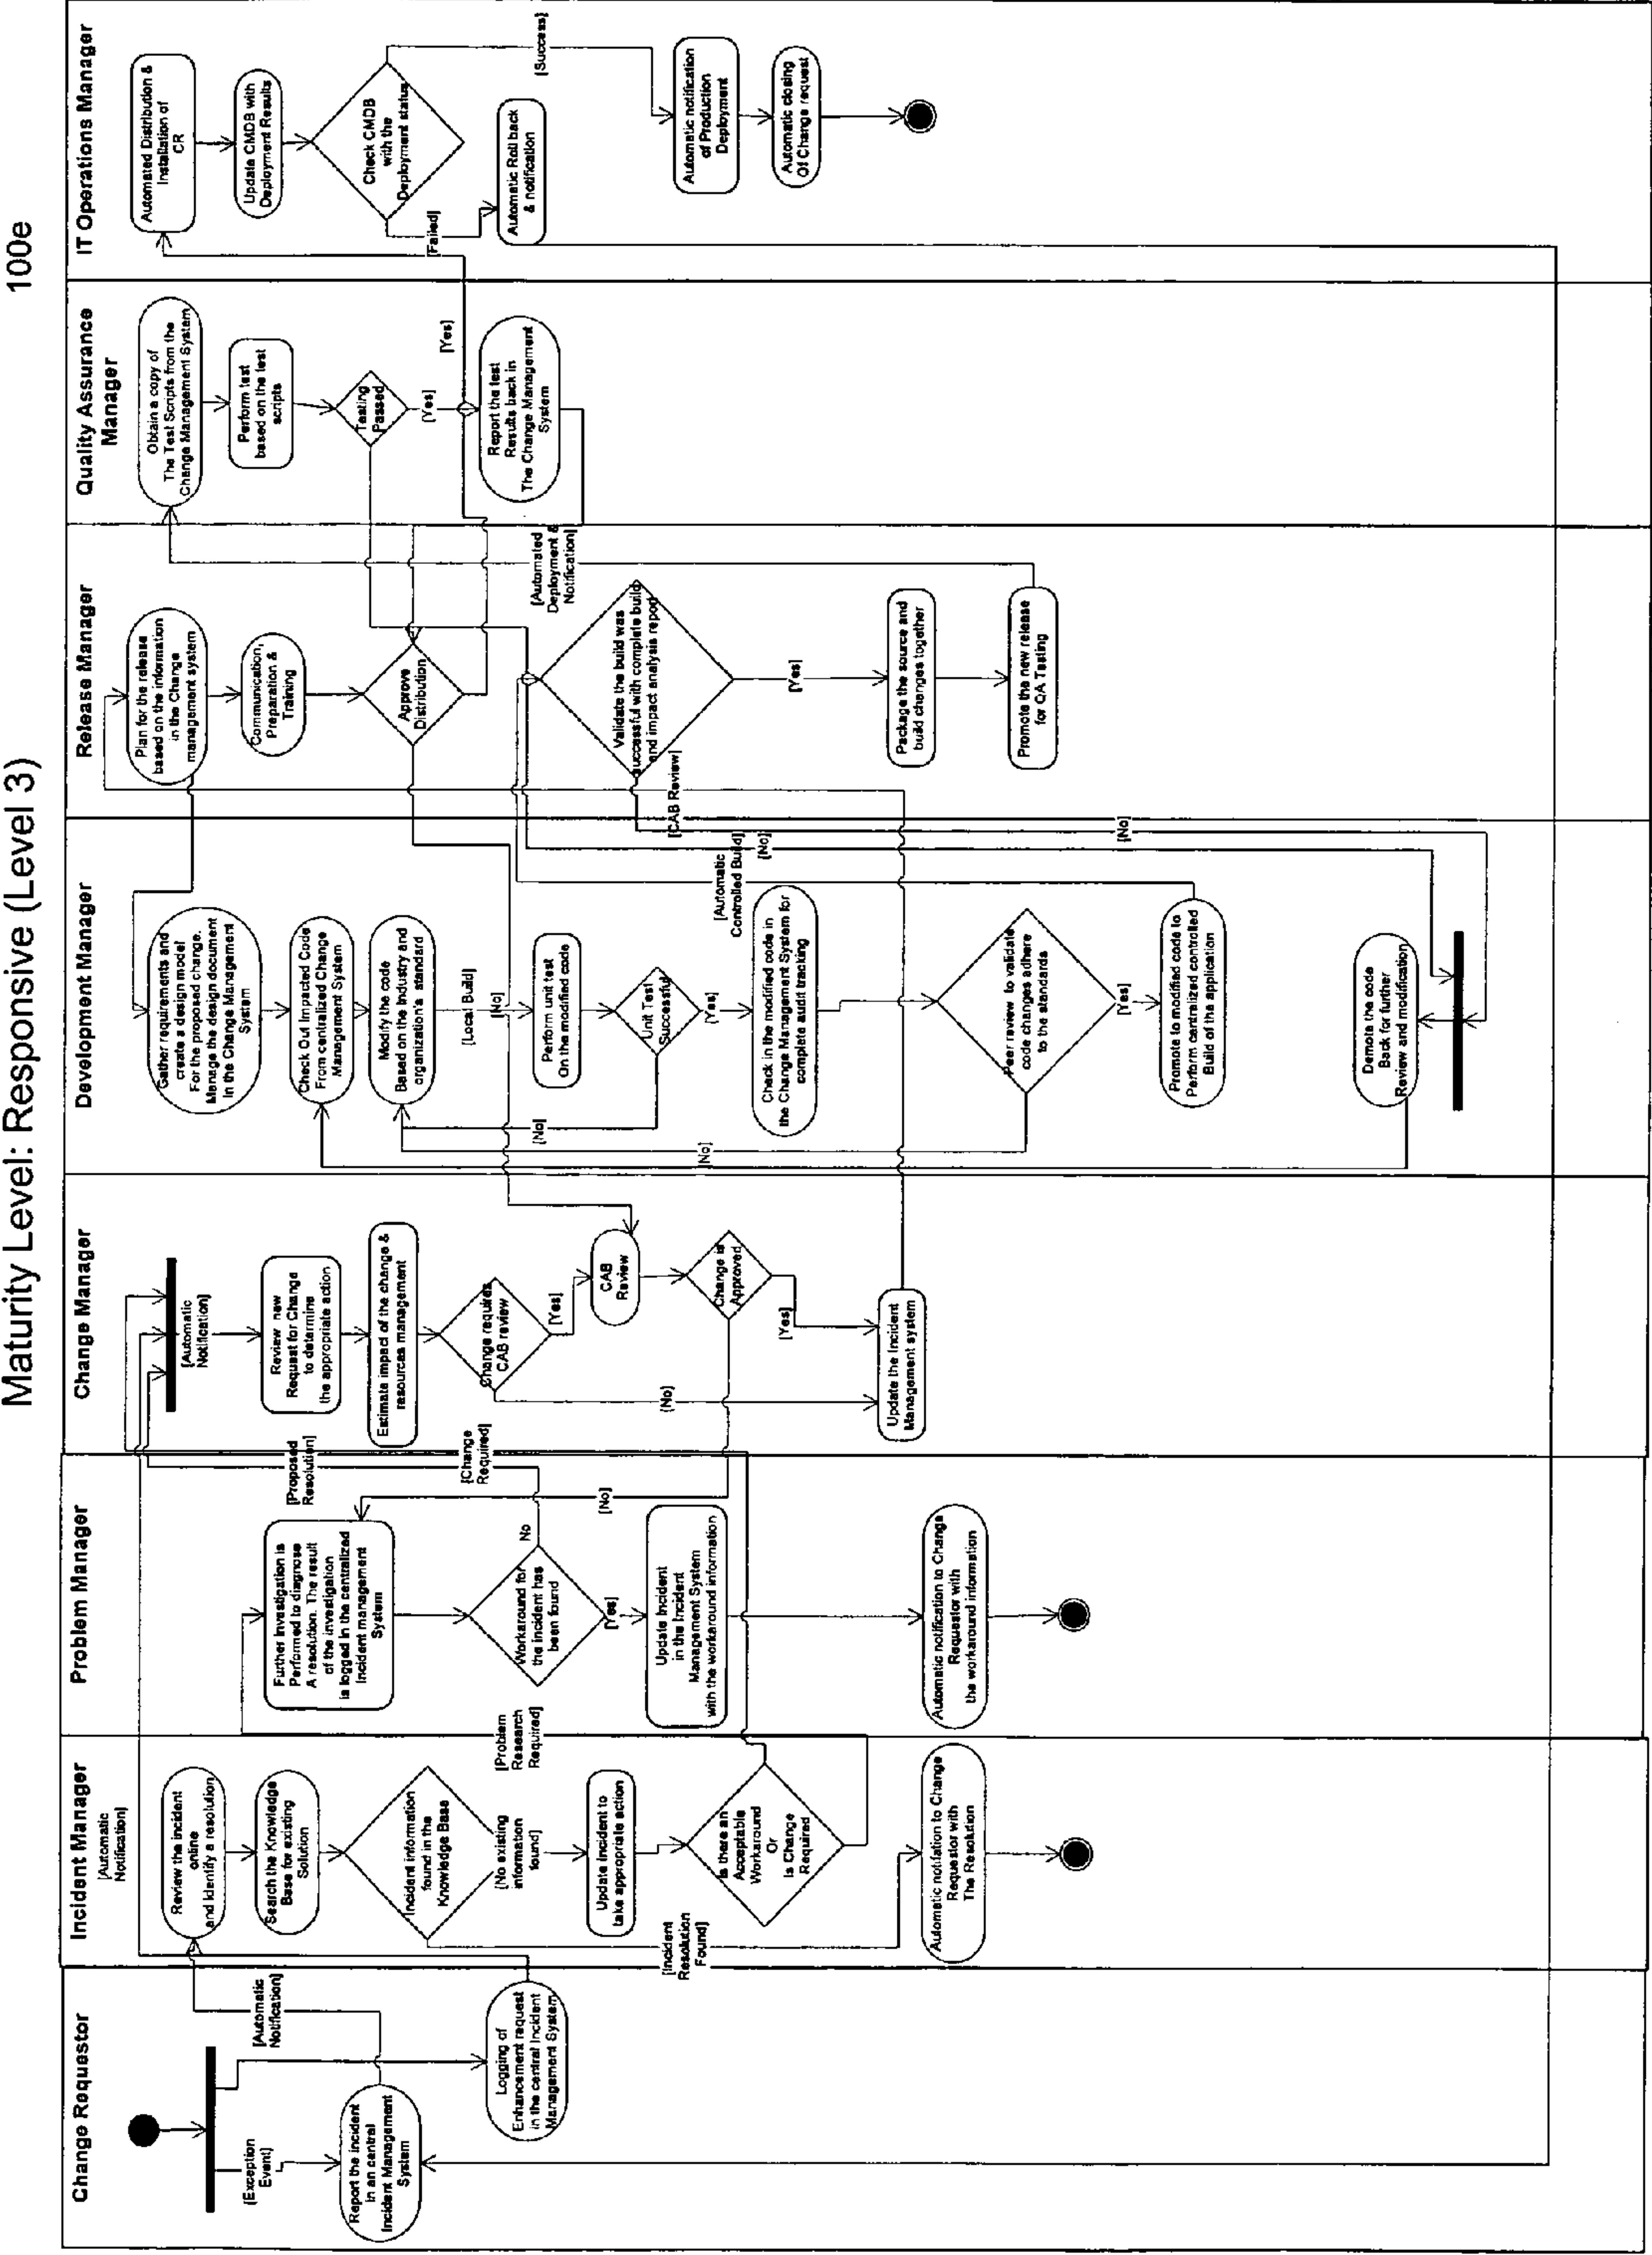 Maturity Level: Responsive (Level 3)
100e
Change Requestor
[Exception
Event]
Report the incident
in an central
Incident Management
System
[Automatic
Notification]
Logging of
Enhancement request
in the central Incident
Management System
Incident Manager
[Automatic
Notification]
Review the incident
online
and identify a resolution
Search the Knowledge
Base for existing
Solution
Incident information
found in the
Knowledge Base
[No existing
information
found]
Update incident to
take appropriate action
Is there an
Acceptable
Workaround
Or
Is Change
Required
[Incident
Resolution
Found]
Automatic notifation to Change
Requestor with
The Resolution
Problem Manager
[Problem
Research
Required]
Further investigation is
Performed to diagnose
A resolution. The result
of the investigation
is logged in the centralized
Incident management
System
[Proposed
Resolution]
Workaround for
the incident has
been found
No
[Change
Required]
[Yes]
[No]
Update Incident
in the Incident
Management System
with the workaround information
Automatic notification to Change
Requestor with
the workaround information
Change Manager
[Automatic
Notification]
Review new
Request for Change
to determine
the appropriate action
Estimate impact of the change &
resources management
Change requires
CAB review
[Yes]
[No]
CAB
Review
Change is
Approved
[Yes]
Update the Incident
Management system
Development Manager
Gather requirements and
create a design model
For the proposed change.
Manage the design document
In the Change Management
System
Check Out Impacted Code
From centralized Change
Management System
Modify the code
Based on the Industry and
organization's standard
[Local Build]
[No]
Perform unit test
On the modified code
Unit Test
Successful
[Yes]
[No]
Check in the modified code in
the Change Management System for
complete audit tracking
[No]
Peer review to validate
code changes adhere
to the standards
[Yes]
Promote to modified code to
Perform centralized controlled
Build of the application
[Automatic
Controlled Build]
[No]
[No]
Demote the code
Back for further
Review and modification
Release Manager
Plan for the release
based on the information
in the Change
management system
Communication,
Preparation &
Training
Approve
Distribution
[CAB Review]
[Automated
Deployment &
Notification]
Validate the build was
successful with complete build
and impact analysis report
[Yes]
Package the source and
build changes together
Promote the new release
for QA Testing
Quality Assurance
Manager
Obtain a copy of
The Test Scripts from the
Change Management System
Perform test
based on the test
scripts
Testing
Passed
[Yes]
[Yes]
Report the test
Results back in
The Change Management
System
IT Operations Manager
Automated Distribution &
Installation of
CR
Update CMDB with
Deployment Results
Check CMDB
with the
Deployment status
[Failed]
[Success]
Automatic Roll back
& notification
Automatic notification
of Production
Deployment
Automatic closing
Of Change request